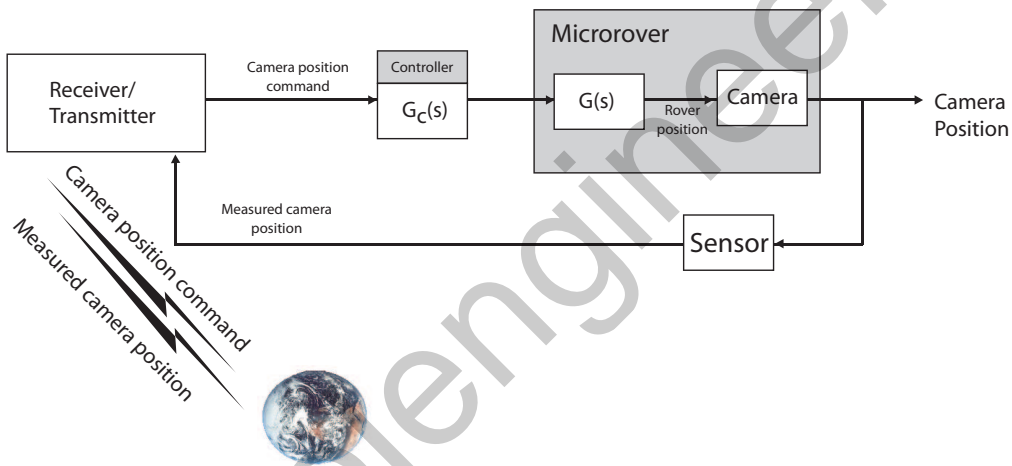 Microrover
Receiver/
Transmitter
Camera position
command
Controller
G_C(s)
G(s)
Rover
position
Camera
Camera
Position
Measured camera
position
Sensor
Camera position command
Measured camera position